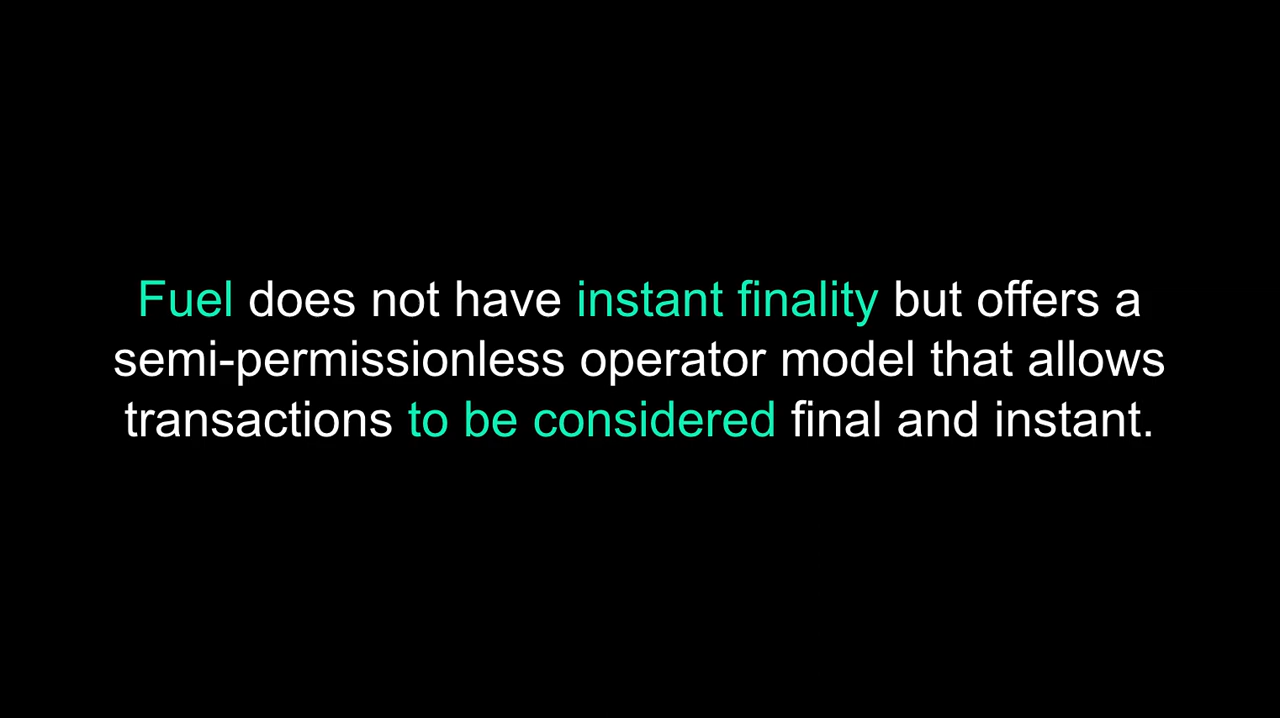 Fuel does not have instant finality but offers a
semi-permissionless operator model that allows
transactions to be considered final and instant.